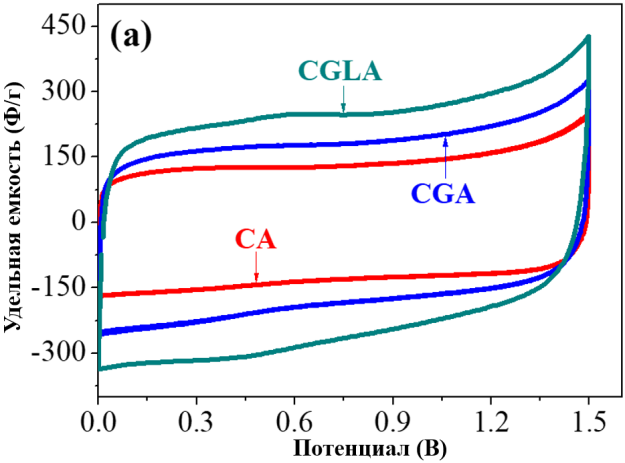 (а)
450
300
150
0
-150
-300
Удельная емкость (Ф/г)
CGLA
CGA
CA
0.0 0.3 0.6 0.9 1.2 1.5
Потенциал (В)